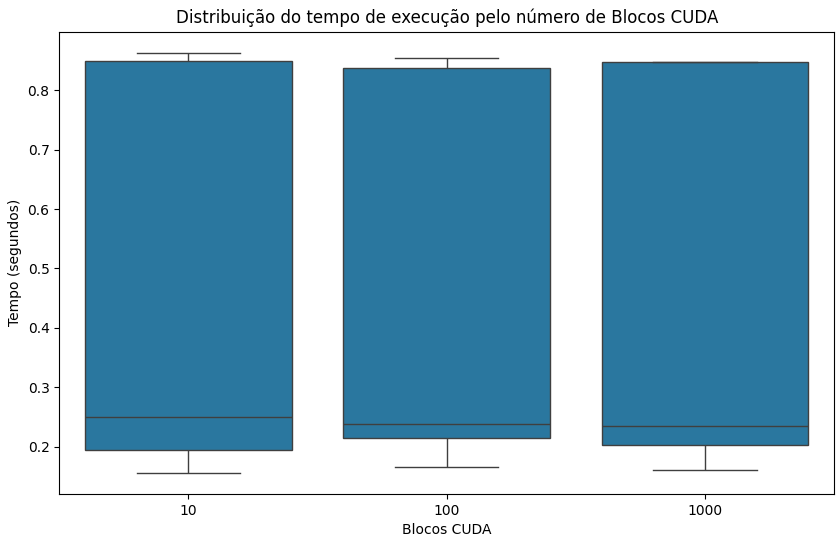 Distribuição do tempo de execução pelo número de Blocos CUDA
Tempo (segundos)
0.8
0.7
0.6
0.5
0.4
0.3
0.2
10 100 1000
Blocos CUDA